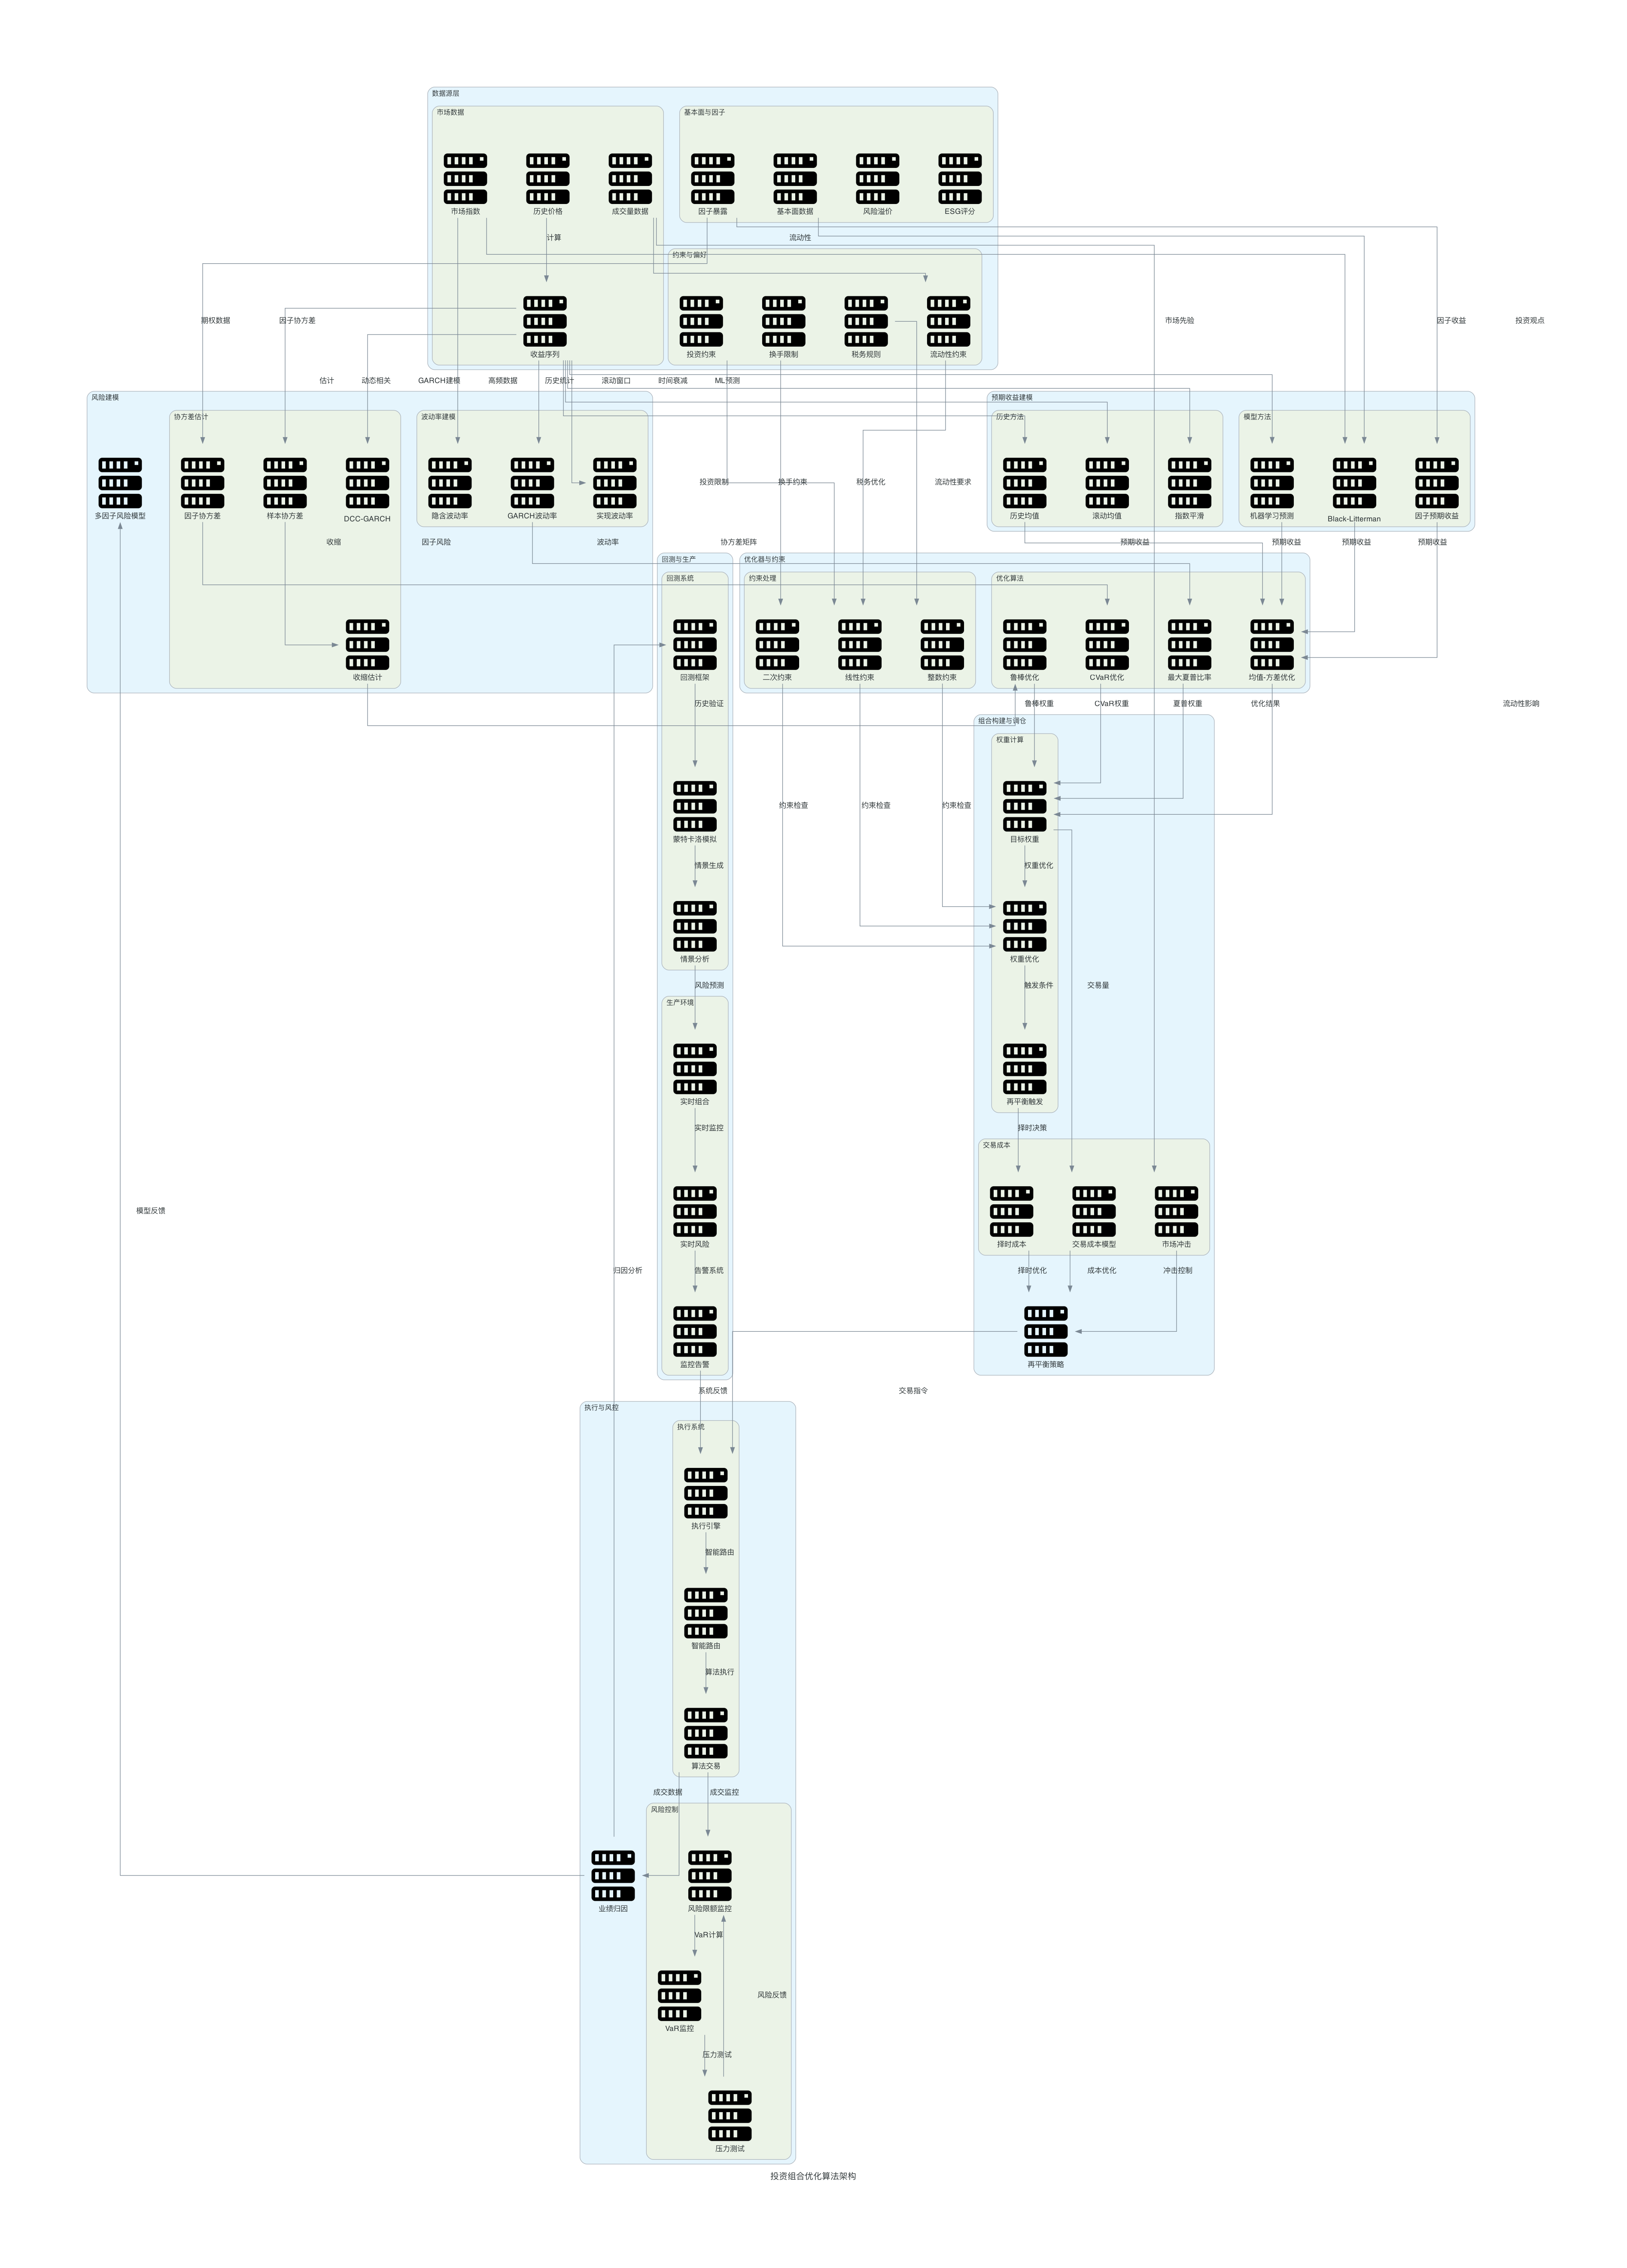 数据源层
市场数据
基本面与因子
市场指数
历史价格
成交量数据
因子暴露
基本面数据
风险溢价
ESG评分
计算
流动性
约束与偏好
收益序列
投资约束
换手限制
税务规则
流动性约束
期权数据
因子协方差
市场先验
因子收益
投资观点
估计
动态相关
GARCH建模
高频数据
历史统计
滚动窗口
时间衰减
ML预测
风险建模
协方差估计
波动率建模
预期收益建模
历史方法
模型方法
多因子风险模型
因子协方差
样本协方差
DCC-GARCH
隐含波动率
GARCH波动率
实现波动率
投资限制
换手约束
税务优化
流动性要求
历史均值
滚动均值
指数平滑
机器学习预测
Black-Litterman
因子预期收益
收缩
因子风险
波动率
协方差矩阵
预期收益
预期收益
预期收益
预期收益
回测与生产
回测系统
优化器与约束
约束处理
优化算法
收缩估计
回测框架
二次约束
线性约束
整数约束
鲁棒优化
CVaR优化
最大夏普比率
均值-方差优化
历史验证
鲁棒权重
CVaR权重
夏普权重
优化结果
流动性影响
组合构建与调仓
权重计算
蒙特卡洛模拟
约束检查
约束检查
约束检查
目标权重
情景生成
权重优化
情景分析
权重优化
风险预测
触发条件
交易量
生产环境
实时组合
再平衡触发
实时监控
择时决策
交易成本
模型反馈
实时风险
择时成本
交易成本模型
市场冲击
归因分析
告警系统
择时优化
成本优化
冲击控制
监控告警
再平衡策略
系统反馈
交易指令
执行与风控
执行系统
执行引擎
智能路由
智能路由
算法执行
算法交易
成交数据
成交监控
风险控制
业绩归因
风险限额监控
VaR计算
风险反馈
VaR监控
压力测试
压力测试
投资组合优化算法架构